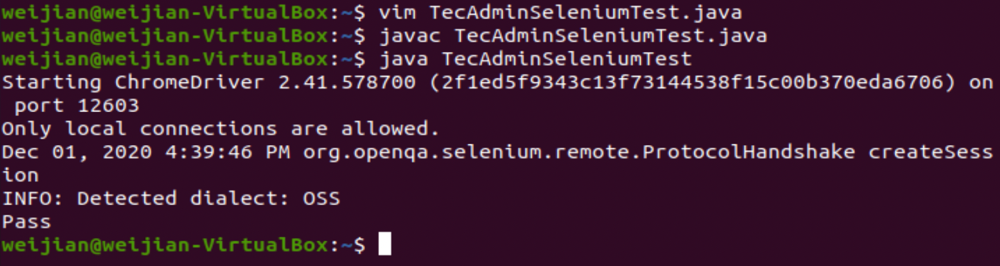 weijian@weijian-VirtualBox:~$ vim TecAdminSeleniumTest.java
weijian@weijian-VirtualBox:~$ javac TecAdminSeleniumTest.java
weijian@weijian-VirtualBox:~$ java TecAdminSeleniumTest
Starting ChromeDriver 2.41.578700 (2f1ed5f9343c13f73144538f15c00b370eda6706) on
 port 12603
Only local connections are allowed.
Dec 01, 2020 4:39:46 PM org.openqa.selenium.remote.ProtocolHandshake createSess
ion
INFO: Detected dialect: OSS
Pass
weijian@weijian-VirtualBox:~$